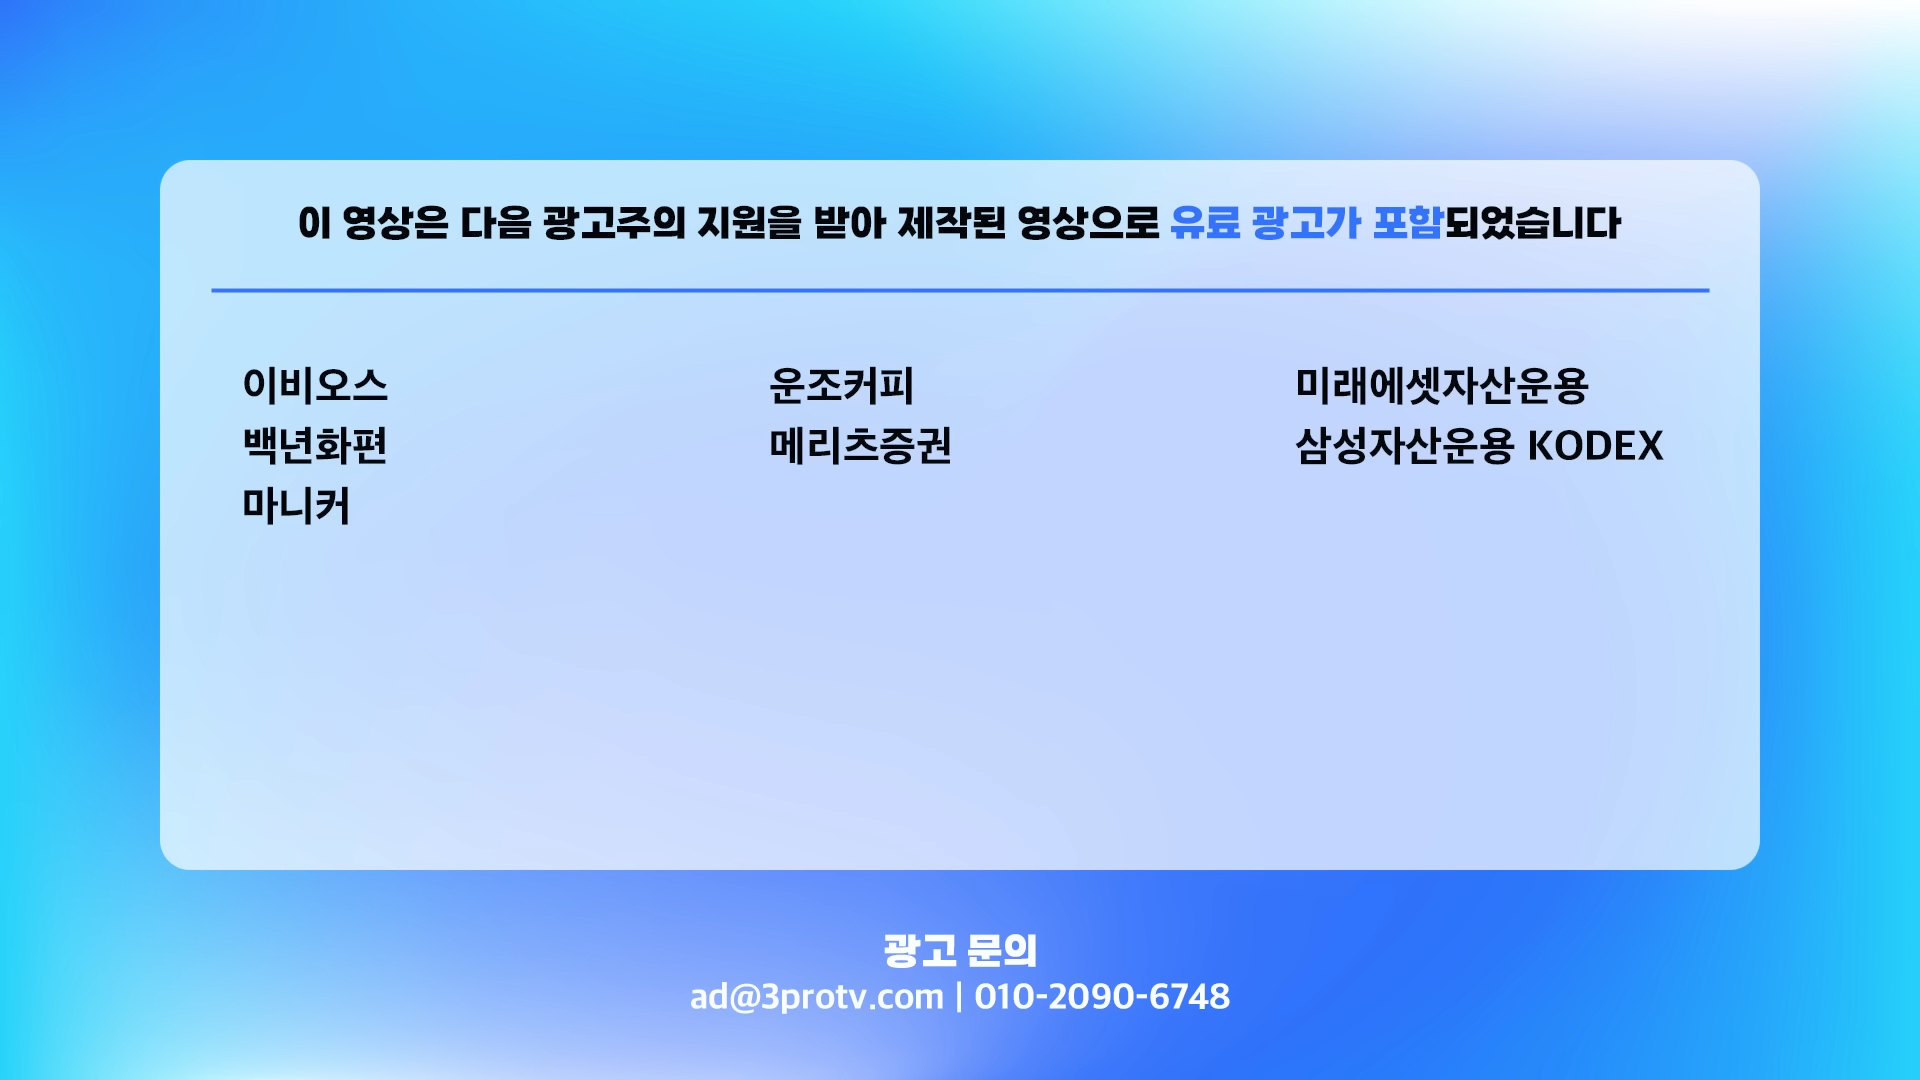 이 영상은 다음 광고주의 지원을 받아 제작된 영상으로 유료 광고가 포함되었습니다
이비오스
백년화편
마니커
운조커피
메리츠증권
미래에셋자산운용
삼성자산운용 KODEX
광고 문의
ad@3protv.com | 010-2090-6748